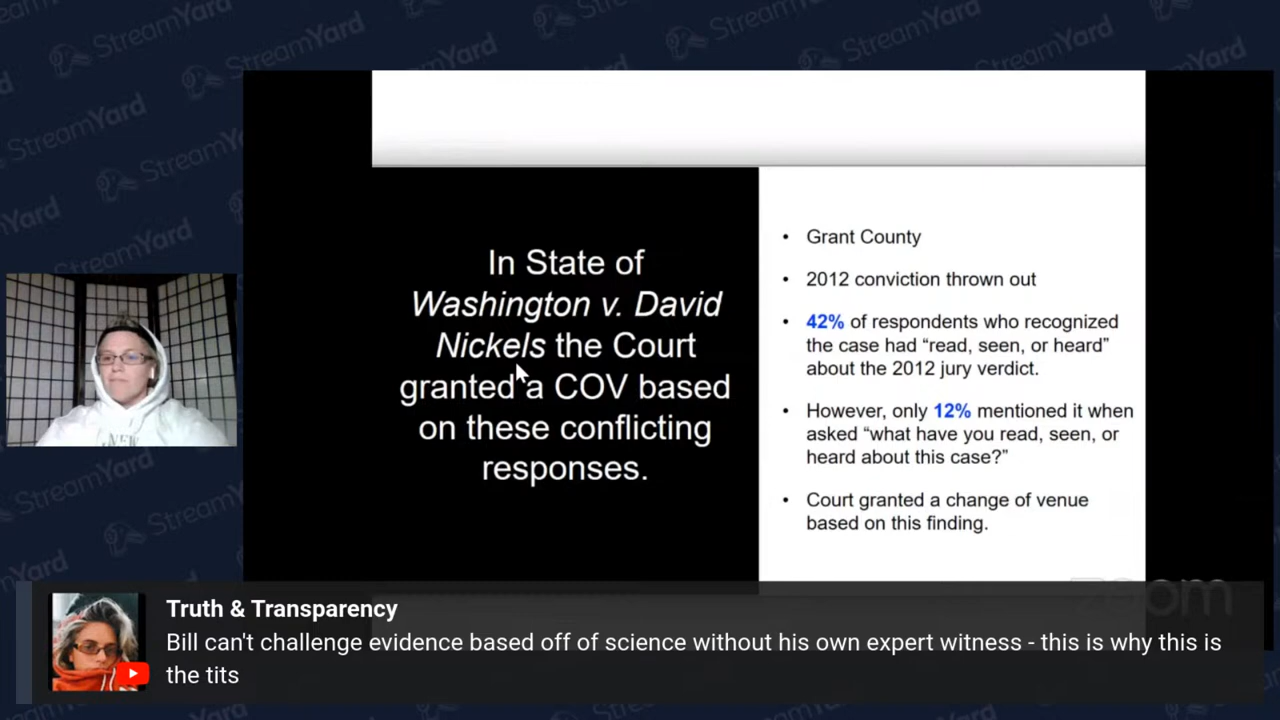 StreamYard
In State of
Washington v. David
Nickels the Court
granted a COV based
on these conflicting
responses.
• Grant County
• 2012 conviction thrown out
• 42% of respondents who recognized
the case had “read, seen, or heard”
about the 2012 jury verdict.
• However, only 12% mentioned it when
asked “what have you read, seen, or
heard about this case?”
• Court granted a change of venue
based on this finding.
zoom
Truth & Transparency
Bill can't challenge evidence based off of science without his own expert witness - this is why this is
the tits